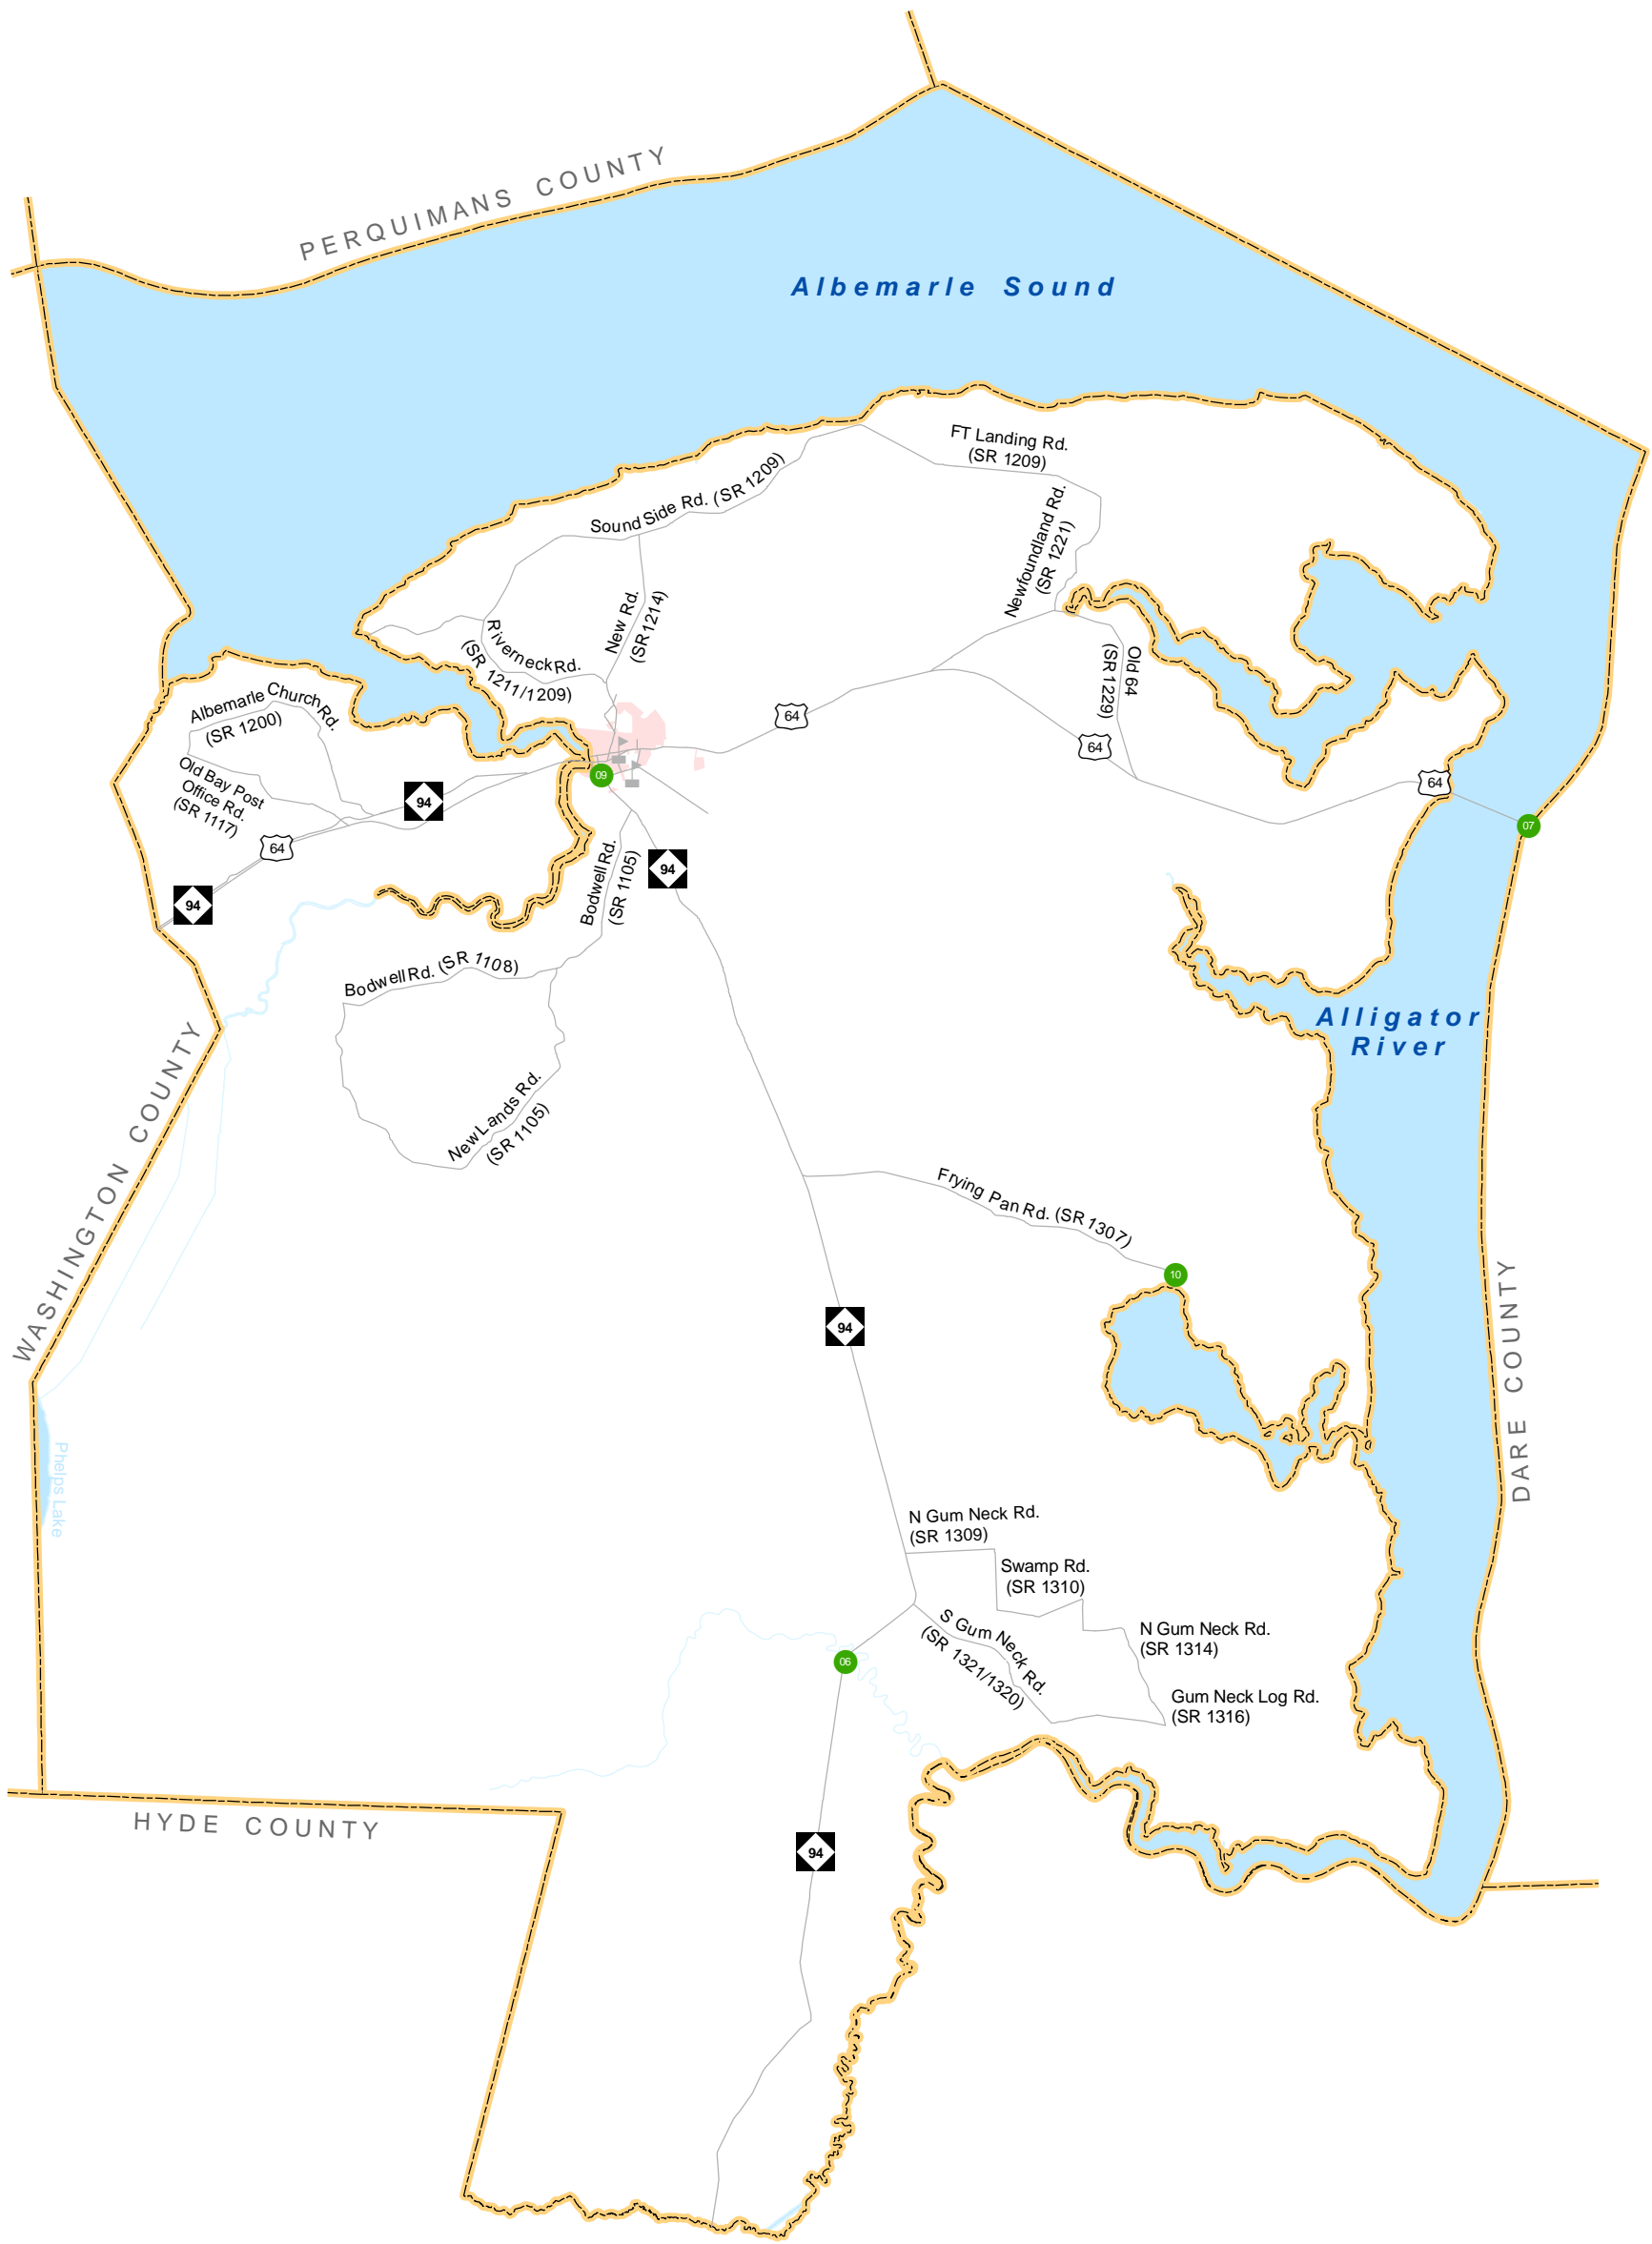 PERQUIMANS COUNTY
Albemarle Sound
FT Landing Rd.
(SR 1209)
Sound Side Rd. (SR 1209)
Newfoundland Rd.
(SR 1221)
New Rd.
(SR 1214)
Riverneck Rd.
(SR 1211/1209)
Old 64
(SR 1229)
Albemarle Church Rd.
(SR 1200)
64
64
64
Old Bay Post
Office Rd.
(SR 1117)
94
09
07
64
94
94
Bodwell Rd.
(SR 1105)
Bodwell Rd. (SR 1108)
Alligator
River
WASHINGTON COUNTY
New Lands Rd.
(SR 1105)
Frying Pan Rd. (SR 1307)
10
94
DARE COUNTY
Phelps Lake
N Gum Neck Rd.
(SR 1309)
Swamp Rd.
(SR 1310)
S Gum Neck Rd.
(SR 1321/1320)
N Gum Neck Rd.
(SR 1314)
06
Gum Neck Log Rd.
(SR 1316)
HYDE COUNTY
94